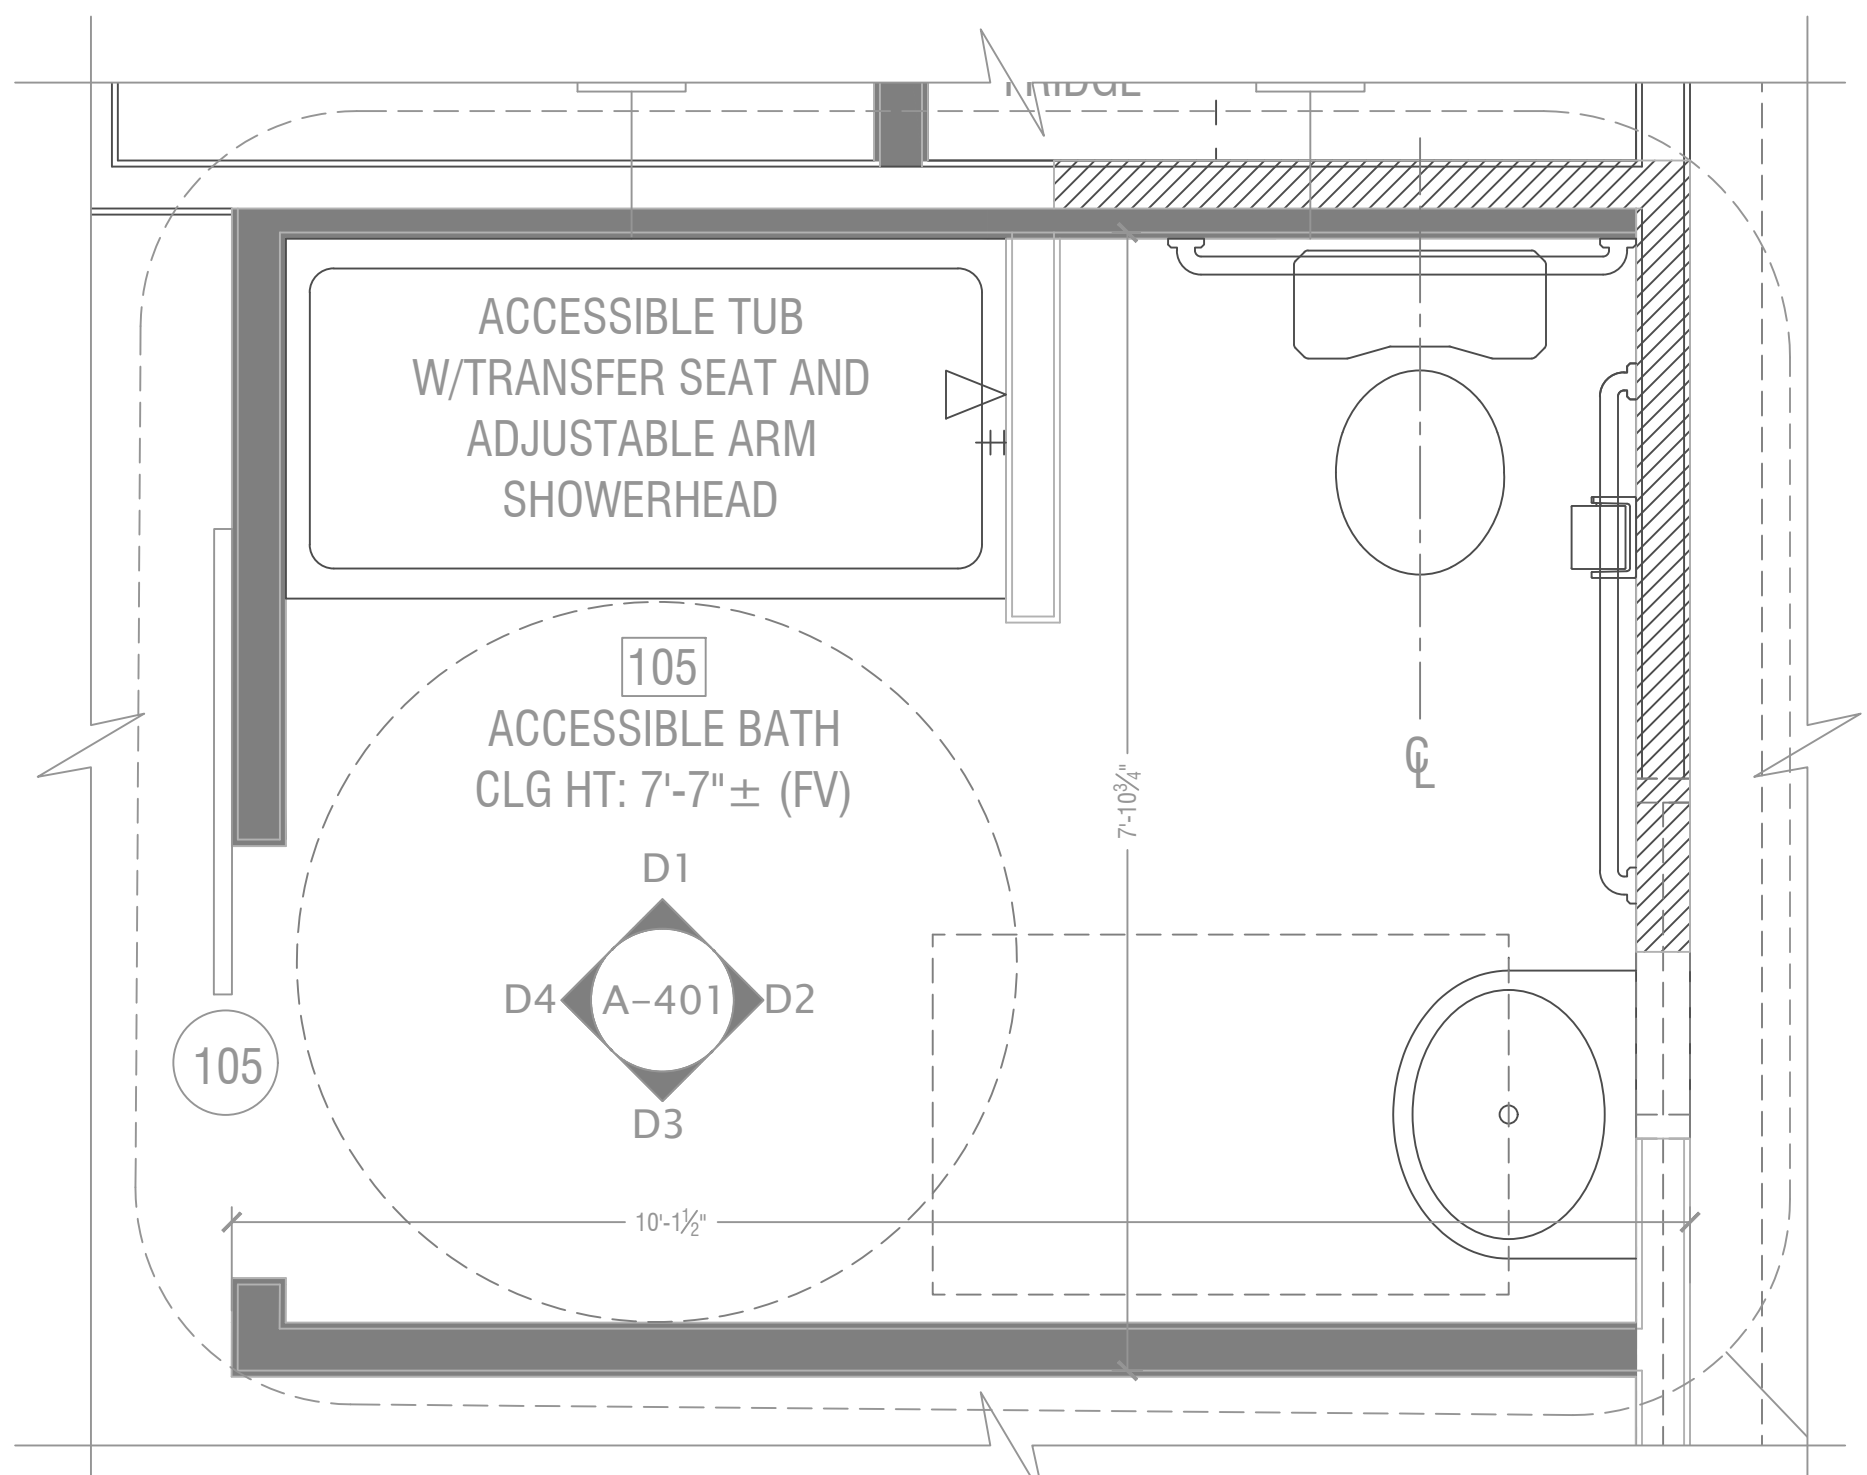 FRIDGE
ACCESSIBLE TUB
W/TRANSFER SEAT AND
ADJUSTABLE ARM
SHOWERHEAD
105
ACCESSIBLE BATH
CLG HT: 7'-7"± (FV)
7'-10¾"
℄
D1
D4
A-401
D2
D3
105
10'-1½"